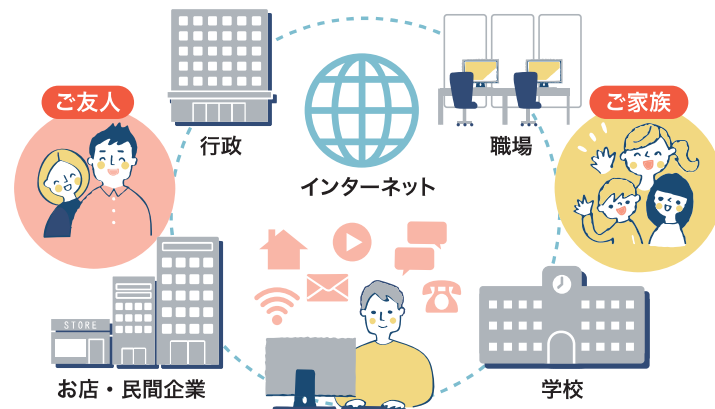 ご友人
行政
インターネット
職場
ご家族
STORE
お店・民間企業
学校